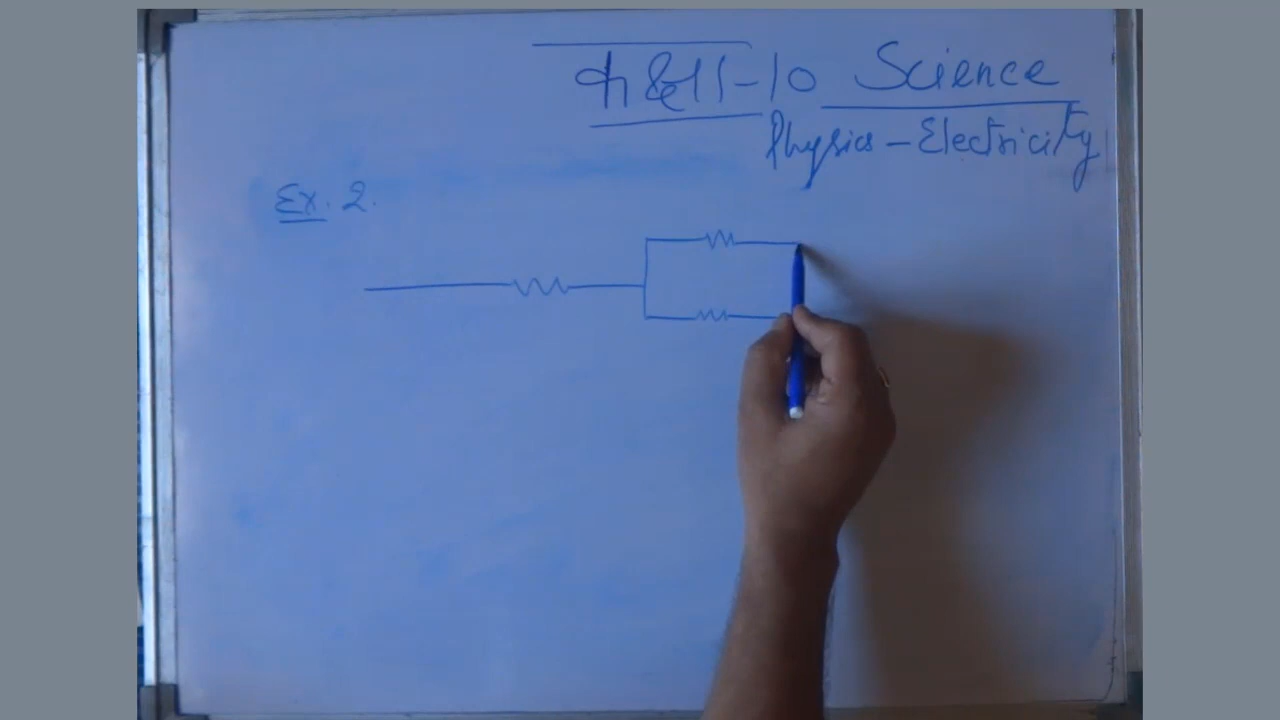 कक्षा-10 Science
Physics - Electricity
Ex. 2.